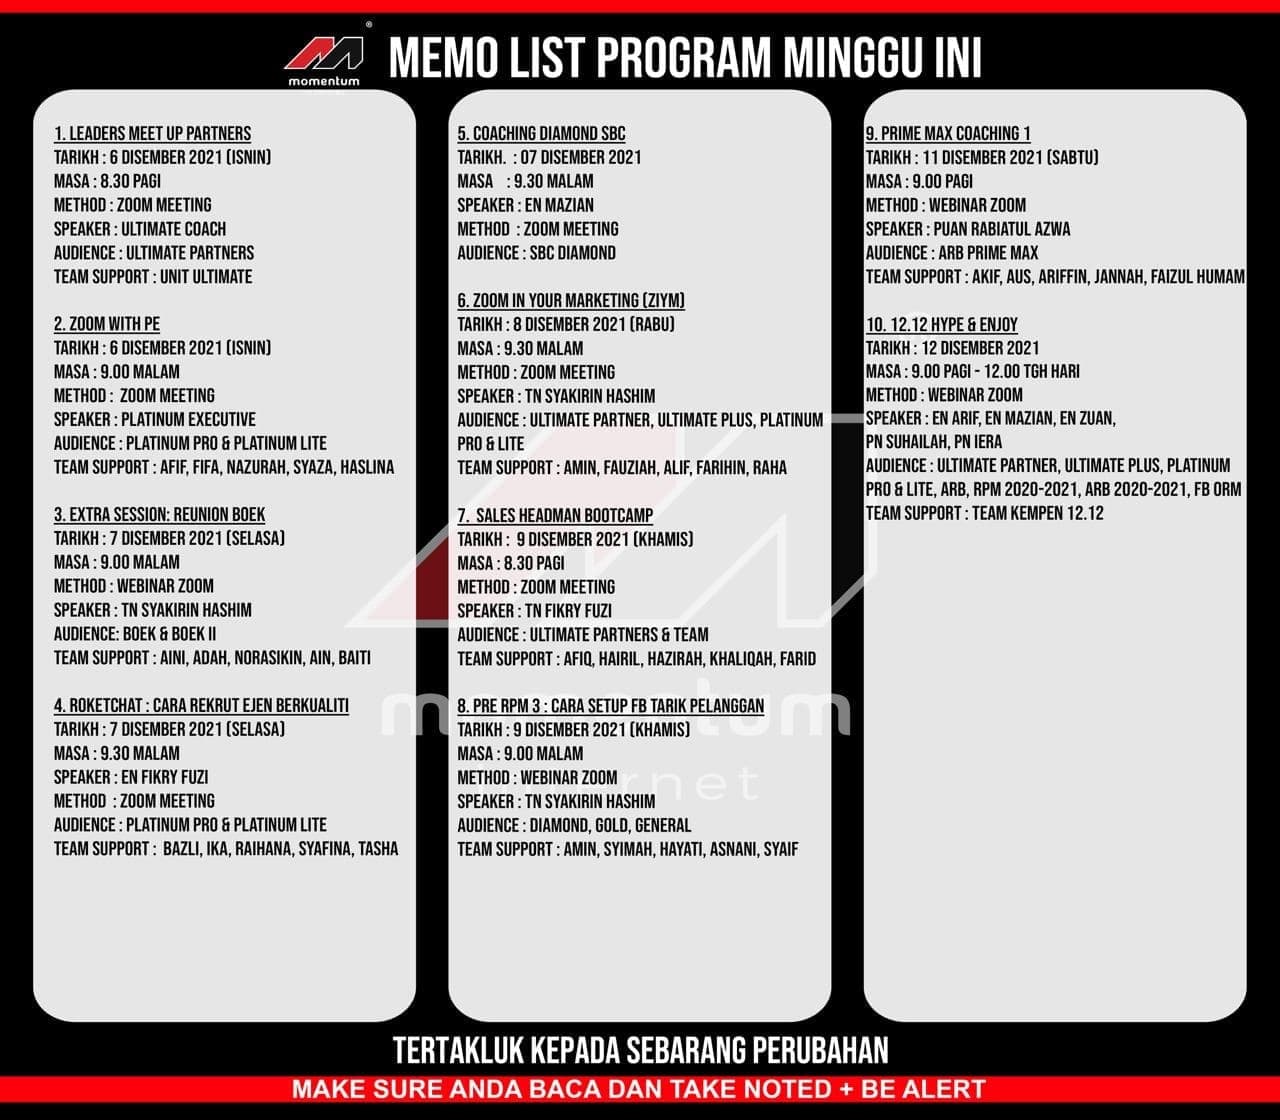 ®
momentum
MEMO LIST PROGRAM MINGGU INI
1. LEADERS MEET UP PARTNERS
TARIKH : 6 DISEMBER 2021 (ISNIN)
MASA : 8.30 PAGI
METHOD : ZOOM MEETING
SPEAKER : ULTIMATE COACH
AUDIENCE : ULTIMATE PARTNERS
TEAM SUPPORT : UNIT ULTIMATE
2. ZOOM WITH PE
TARIKH : 6 DISEMBER 2021 (ISNIN)
MASA : 9.00 MALAM
METHOD : ZOOM MEETING
SPEAKER : PLATINUM EXECUTIVE
AUDIENCE : PLATINUM PRO & PLATINUM LITE
TEAM SUPPORT : AFIF, FIFA, NAZURAH, SYAZA, HASLINA
3. EXTRA SESSION: REUNION BOEK
TARIKH : 7 DISEMBER 2021 (SELASA)
MASA : 9.00 MALAM
METHOD : WEBINAR ZOOM
SPEAKER : TN SYAKIRIN HASHIM
AUDIENCE: BOEK & BOEK II
TEAM SUPPORT : AINI, ADAH, NORASIKIN, AIN, BAITI
4. ROKETCHAT : CARA REKRUT EJEN BERKUALITI
TARIKH : 7 DISEMBER 2021 (SELASA)
MASA : 9.30 MALAM
SPEAKER : EN FIKRY FUZI
METHOD : ZOOM MEETING
AUDIENCE : PLATINUM PRO & PLATINUM LITE
TEAM SUPPORT : BAZLI, IKA, RAIHANA, SYAFINA, TASHA
5. COACHING DIAMOND SBC
TARIKH. : 07 DISEMBER 2021
MASA : 9.30 MALAM
SPEAKER : EN MAZIAN
METHOD : ZOOM MEETING
AUDIENCE : SBC DIAMOND
6. ZOOM IN YOUR MARKETING (ZIYM)
TARIKH : 8 DISEMBER 2021 (RABU)
MASA : 9.30 MALAM
METHOD : ZOOM MEETING
SPEAKER : TN SYAKIRIN HASHIM
AUDIENCE : ULTIMATE PARTNER, ULTIMATE PLUS, PLATINUM
PRO & LITE
TEAM SUPPORT : AMIN, FAUZIAH, ALIF, FARIHIN, RAHA
7. SALES HEADMAN BOOTCAMP
TARIKH : 9 DISEMBER 2021 (KHAMIS)
MASA : 8.30 PAGI
METHOD : ZOOM MEETING
SPEAKER : TN FIKRY FUZI
AUDIENCE : ULTIMATE PARTNERS & TEAM
TEAM SUPPORT : AFIQ, HAIRIL, HAZIRAH, KHALIQAH, FARID
8. PRE RPM 3 : CARA SETUP FB TARIK PELANGGAN
TARIKH : 9 DISEMBER 2021 (KHAMIS)
MASA : 9.00 MALAM
METHOD : WEBINAR ZOOM
SPEAKER : TN SYAKIRIN HASHIM
AUDIENCE : DIAMOND, GOLD, GENERAL
TEAM SUPPORT : AMIN, SYIMAH, HAYATI, ASNANI, SYAIF
9. PRIME MAX COACHING 1
TARIKH : 11 DISEMBER 2021 (SABTU)
MASA : 9.00 PAGI
METHOD : WEBINAR ZOOM
SPEAKER : PUAN RABIATUL AZWA
AUDIENCE : ARB PRIME MAX
TEAM SUPPORT : AKIF, AUS, ARIFFIN, JANNAH, FAIZUL HUMAM
10. 12.12 HYPE & ENJOY
TARIKH : 12 DISEMBER 2021
MASA : 9.00 PAGI - 12.00 TGH HARI
METHOD : WEBINAR ZOOM
SPEAKER : EN ARIF, EN MAZIAN, EN ZUAN,
PN SUHAILAH, PN IERA
AUDIENCE : ULTIMATE PARTNER, ULTIMATE PLUS, PLATINUM
PRO & LITE, ARB, RPM 2020-2021, ARB 2020-2021, FB ORM
TEAM SUPPORT : TEAM KEMPEN 12.12
momentum
internet
TERTAKLUK KEPADA SEBARANG PERUBAHAN
MAKE SURE ANDA BACA DAN TAKE NOTED + BE ALERT